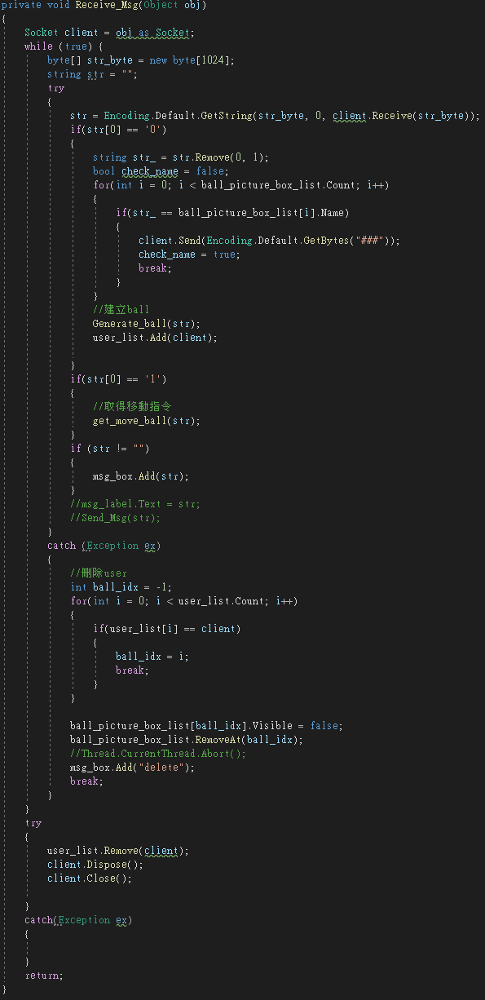 private void Receive_Msg(Object obj)
{
Socket client = obj as Socket;
while (true) {
byte[] str_byte = new byte[1024];
string str = "";
try
{
str = Encoding.Default.GetString(str_byte, 0, client.Receive(str_byte));
if(str[0] == '0')
{
string str_ = str.Remove(0, 1);
bool check_name = false;
for(int i = 0; i < ball_picture_box_list.Count; i++)
{
if(str_ == ball_picture_box_list[i].Name)
{
client.Send(Encoding.Default.GetBytes("###"));
check_name = true;
break;
}
}
//建立ball
Generate_ball(str);
user_list.Add(client);
}
if(str[0] == '1')
{
//取得移動指令
get_move_ball(str);
}
if (str != "")
{
msg_box.Add(str);
}
//msg_label.Text = str;
//Send_Msg(str);
}
catch (Exception ex)
{
//刪除user
int ball_idx = -1;
for(int i = 0; i < user_list.Count; i++)
{
if(user_list[i] == client)
{
ball_idx = i;
break;
}
}
ball_picture_box_list[ball_idx].Visible = false;
ball_picture_box_list.RemoveAt(ball_idx);
//Thread.CurrentThread.Abort();
msg_box.Add("delete");
break;
}
}
try
{
user_list.Remove(client);
client.Dispose();
client.Close();
}
catch(Exception ex)
{
}
return;
}